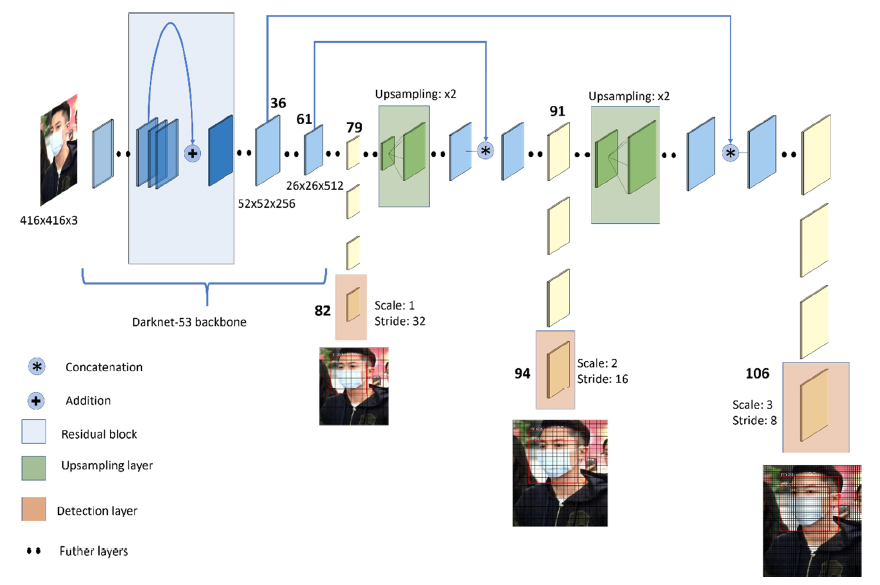 36
61
79
91
Upsampling: x2
Upsampling: x2
416x416x3
52x52x256
26x26x512
Darknet-53 backbone
82
Scale: 1
Stride: 32
94
Scale: 2
Stride: 16
106
Scale: 3
Stride: 8
Concatenation
Addition
Residual block
Upsampling layer
Detection layer
Futher layers